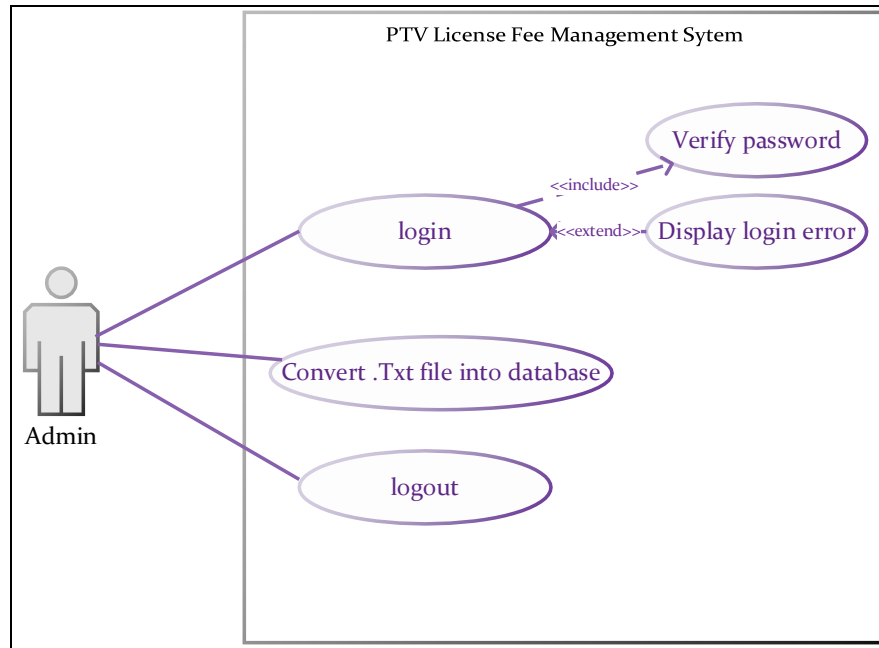 PTV License Fee Management Sytem
Verify password
<<include>>
login
<<extend>>
Display login error
Convert .Txt file into database
Admin
logout